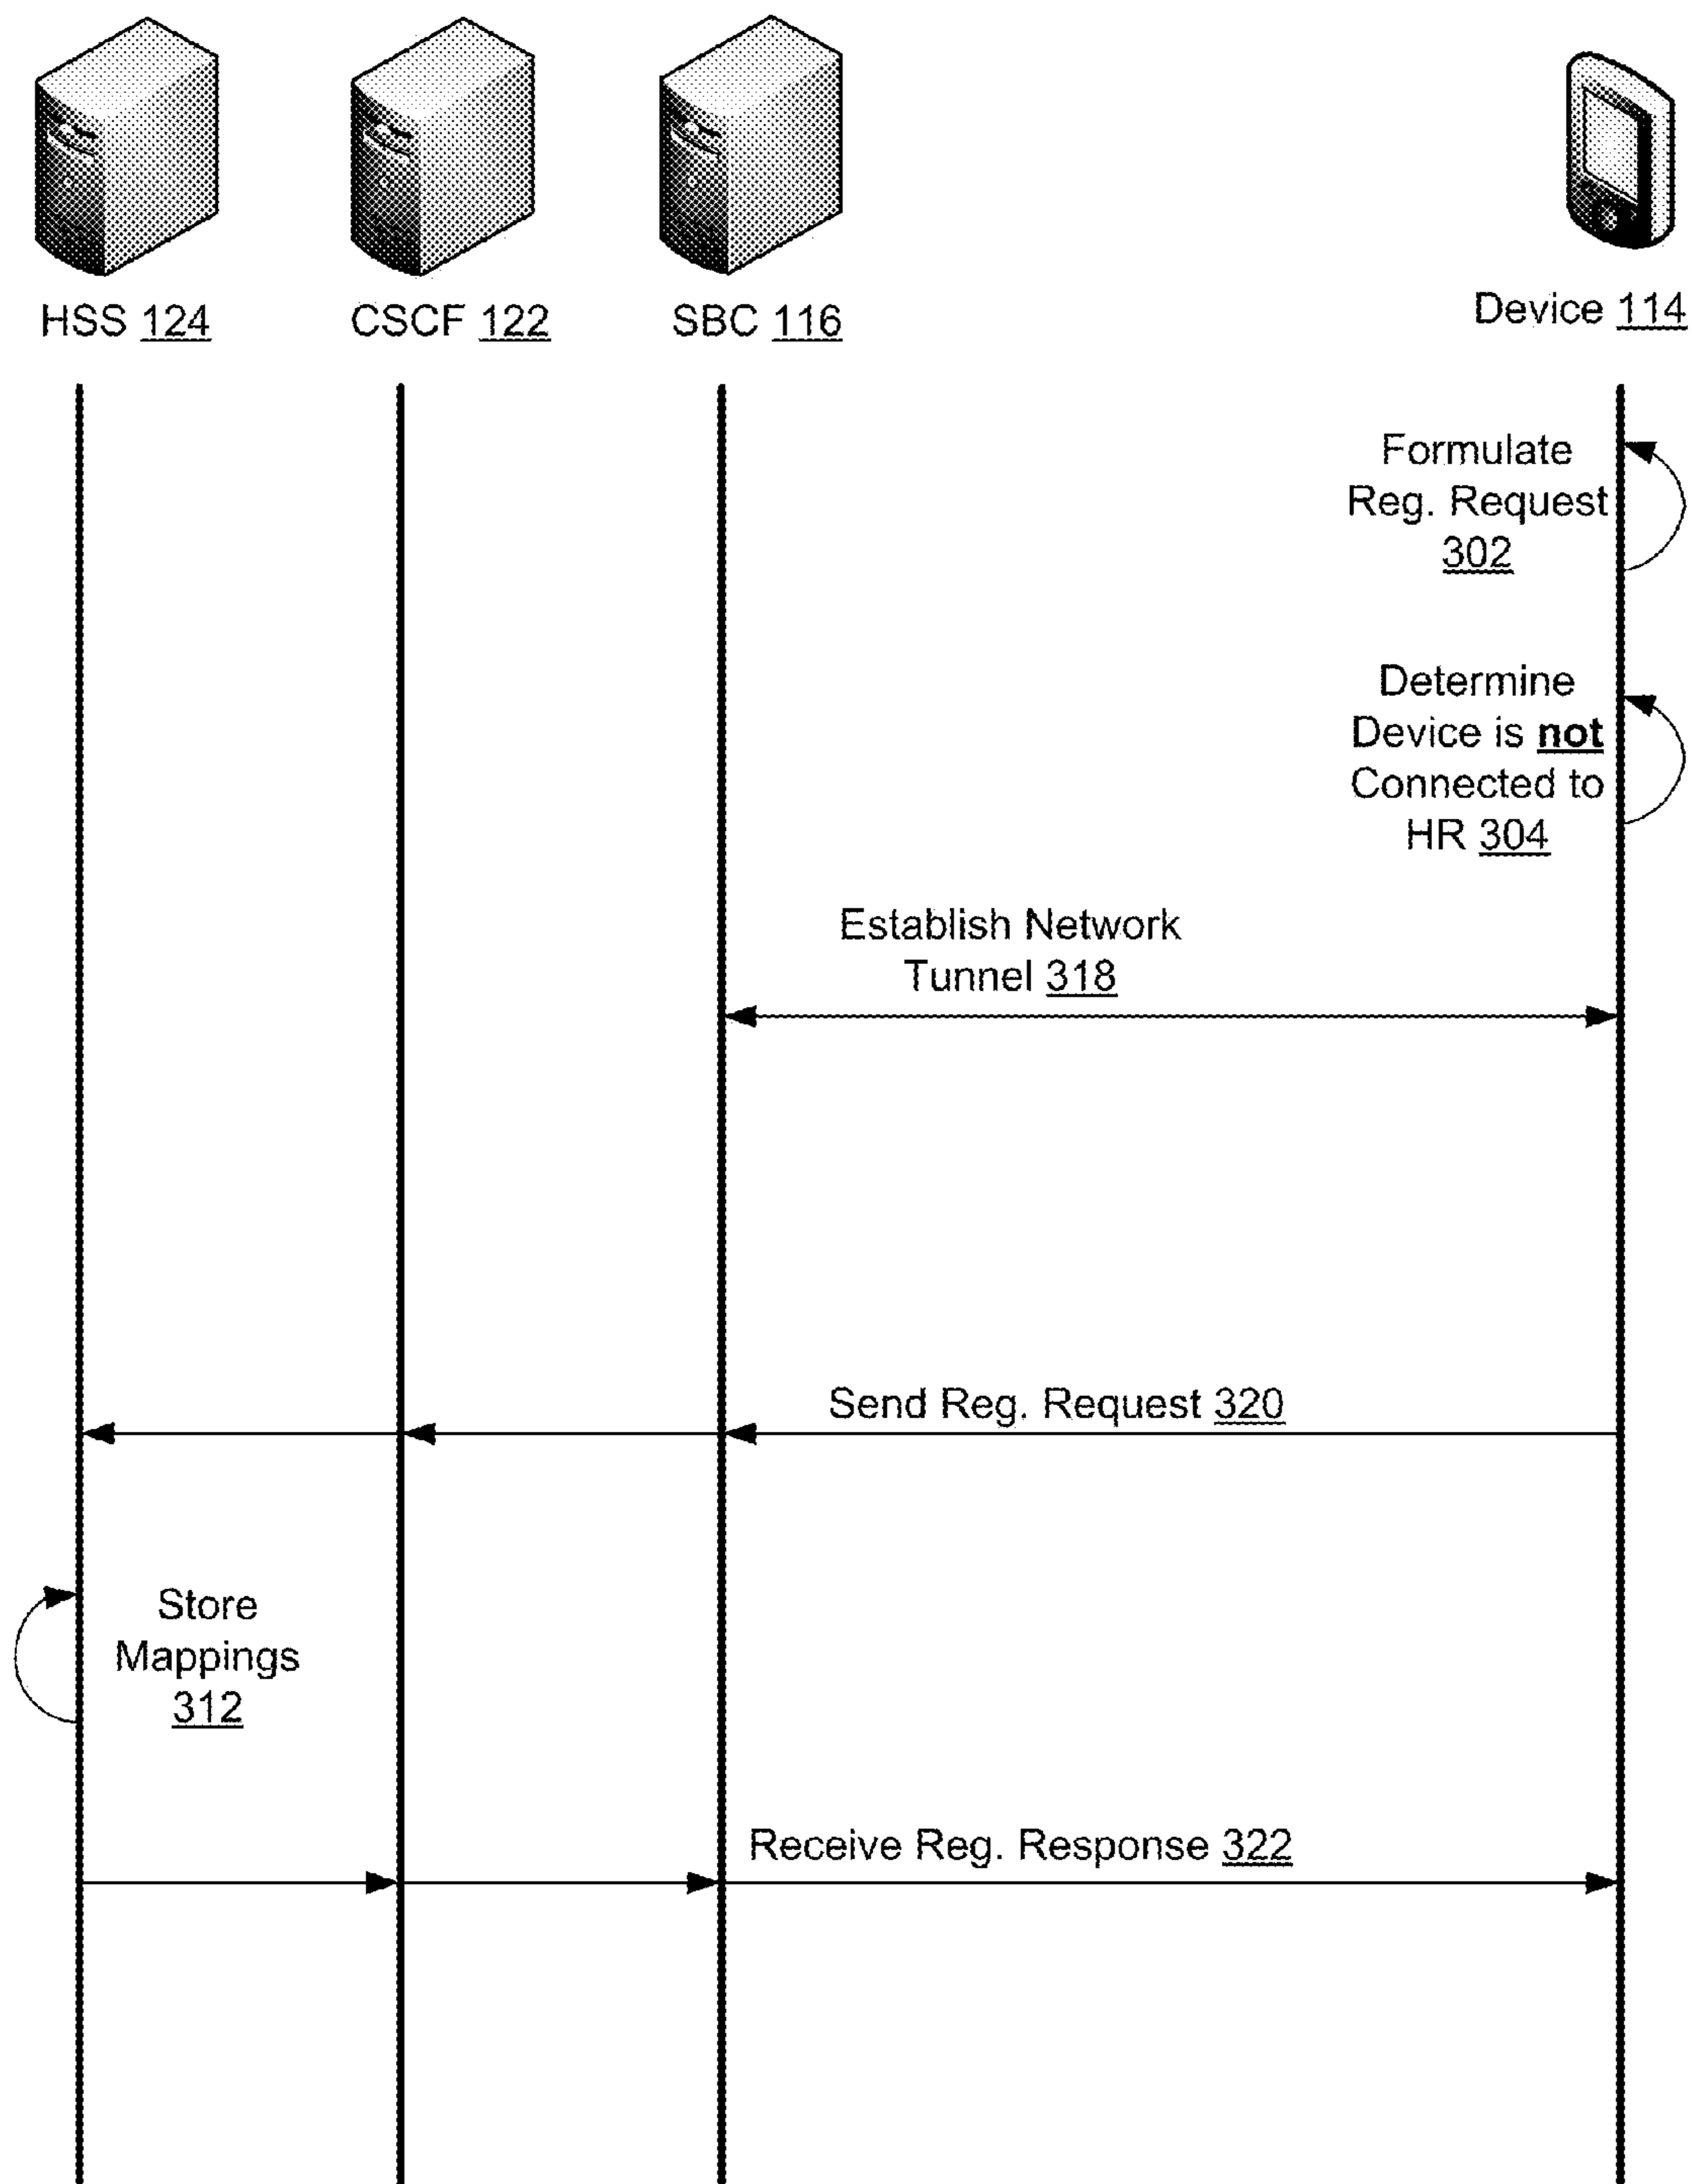 HSS 124
CSCF 122
SBC 116
Device 114
Formulate
Reg. Request
302
Determine
Device is not
Connected to
HR 304
Establish Network
Tunnel 318
Send Reg. Request 320
Store
Mappings
312
Receive Reg. Response 322